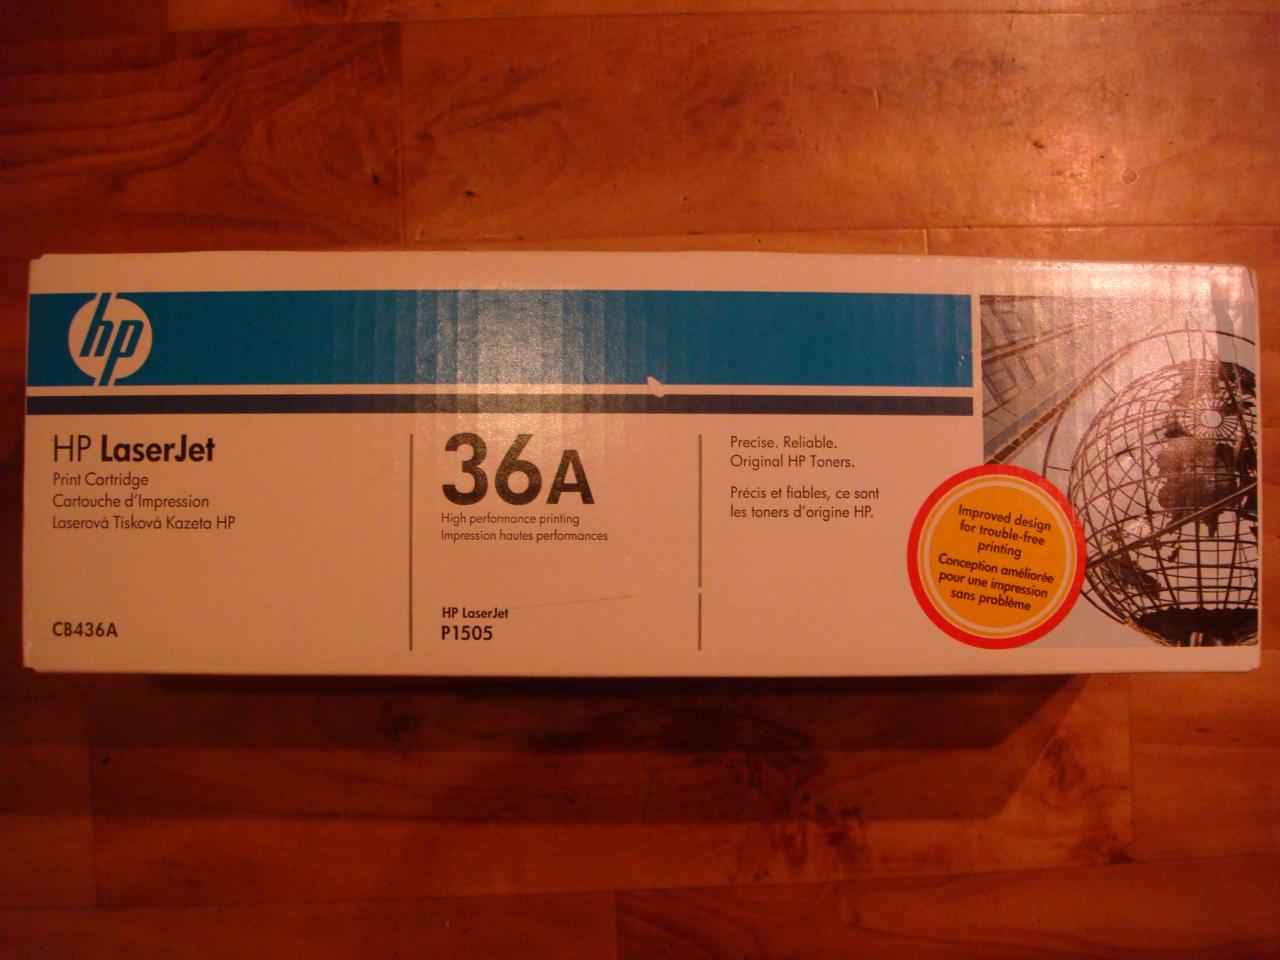 hp
HP LaserJet
Print Cartridge
Cartouche d'Impression
Laserová Tisková Kazeta HP
CB436A
36A
High performance printing
Impression hautes performances
HP LaserJet
P1505
Precise. Reliable.
Original HP Toners.
Précis et fiables, ce sont
les toners d'origine HP.
Improved design
for trouble-free
printing
Conception améliorée
pour une impression
sans problème